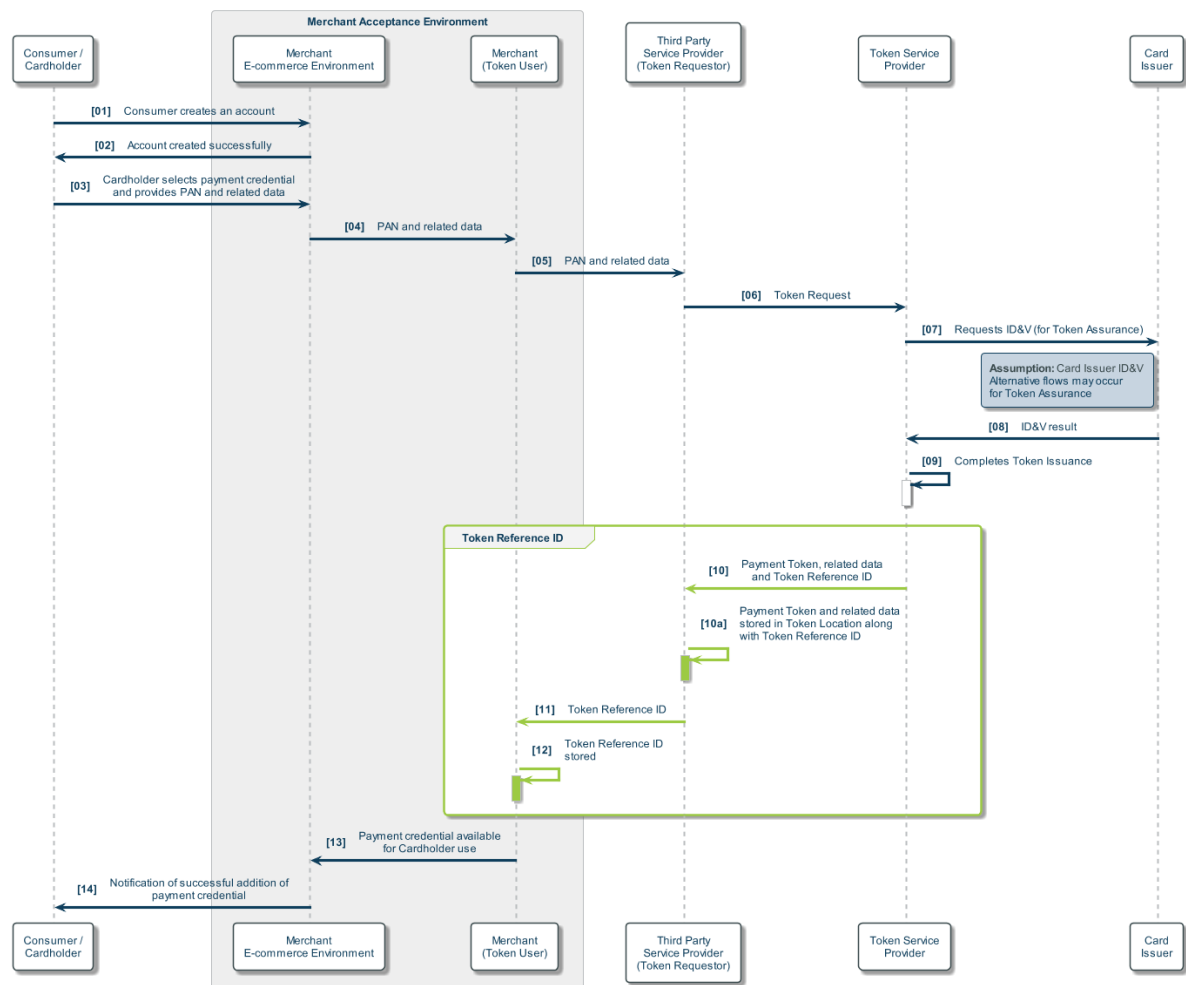 Merchant Acceptance Environment
Consumer /
Cardholder
Merchant
E-commerce Environment
Merchant
(Token User)
Third Party
Service Provider
(Token Requestor)
Token Service
Provider
Card
Issuer
[01] Consumer creates an account
[02] Account created successfully
[03] Cardholder selects payment credential
and provides PAN and related data
[04] PAN and related data
[05] PAN and related data
[06] Token Request
[07] Requests ID&V (for Token Assurance)
Assumption: Card Issuer ID&V
Alternative flows may occur
for Token Assurance
[08] ID&V result
[09] Completes Token Issuance
Token Reference ID
[10] Payment Token, related data
and Token Reference ID
[10a] Payment Token and related data
stored in Token Location along
with Token Reference ID
[11] Token Reference ID
[12] Token Reference ID
stored
[13] Payment credential available
for Cardholder use
[14] Notification of successful addition of
payment credential
Consumer /
Cardholder
Merchant
E-commerce Environment
Merchant
(Token User)
Third Party
Service Provider
(Token Requestor)
Token Service
Provider
Card
Issuer